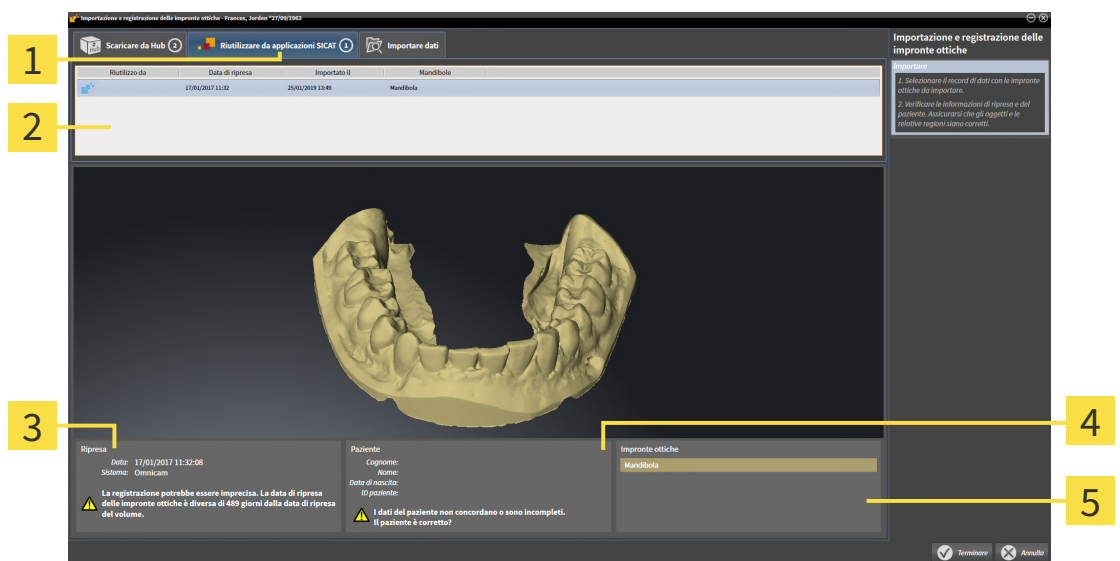 Importazione e registrazione delle impronte ottiche - Frances, Jorden *27/09/1963
Scaricare da Hub 2
Riutilizzare da applicazioni SICAT 1
Importare dati
Importazione e registrazione delle
impronte ottiche
Importare
1. Selezionare il record di dati con le impronte
ottiche da importare.
2. Verificare le informazioni di ripresa e del
paziente. Assicurarsi che gli oggetti e le
relative regioni siano corretti.
1
Riutilizzo da Data di ripresa Importato il Mandibole
17/01/2017 11:32 25/01/2019 13:49 Mandibola
2
3
Ripresa
Data: 17/01/2017 11:32:08
Sistema: Omnicam
La registrazione potrebbe essere imprecisa. La data di ripresa
delle impronte ottiche è diversa di 489 giorni dalla data di ripresa
del volume.
Paziente
Cognome:
Nome:
Data di nascita:
ID paziente:
I dati del paziente non concordano o sono incompleti.
Il paziente è corretto?
4
Impronte ottiche
Mandibola
5
Terminare
Annulla